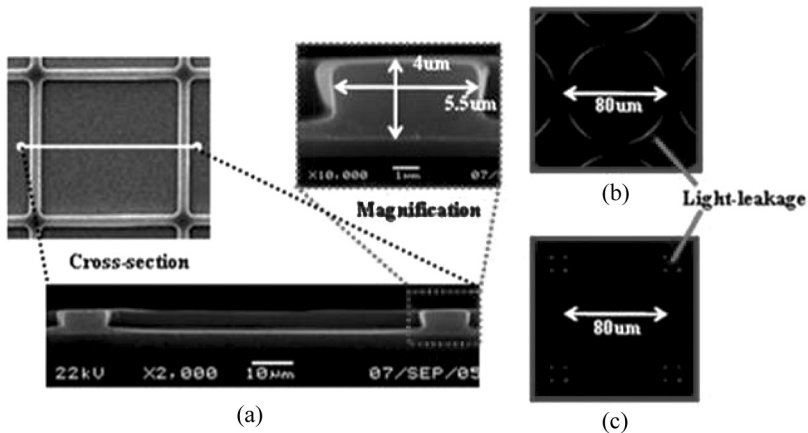 4um
5.5um
X10,000 1μm 07/
Magnification
Cross-section
22kV X2,000 10μm 07/SEP/05
(a)
80um
(b)
Light-leakage
80um
(c)